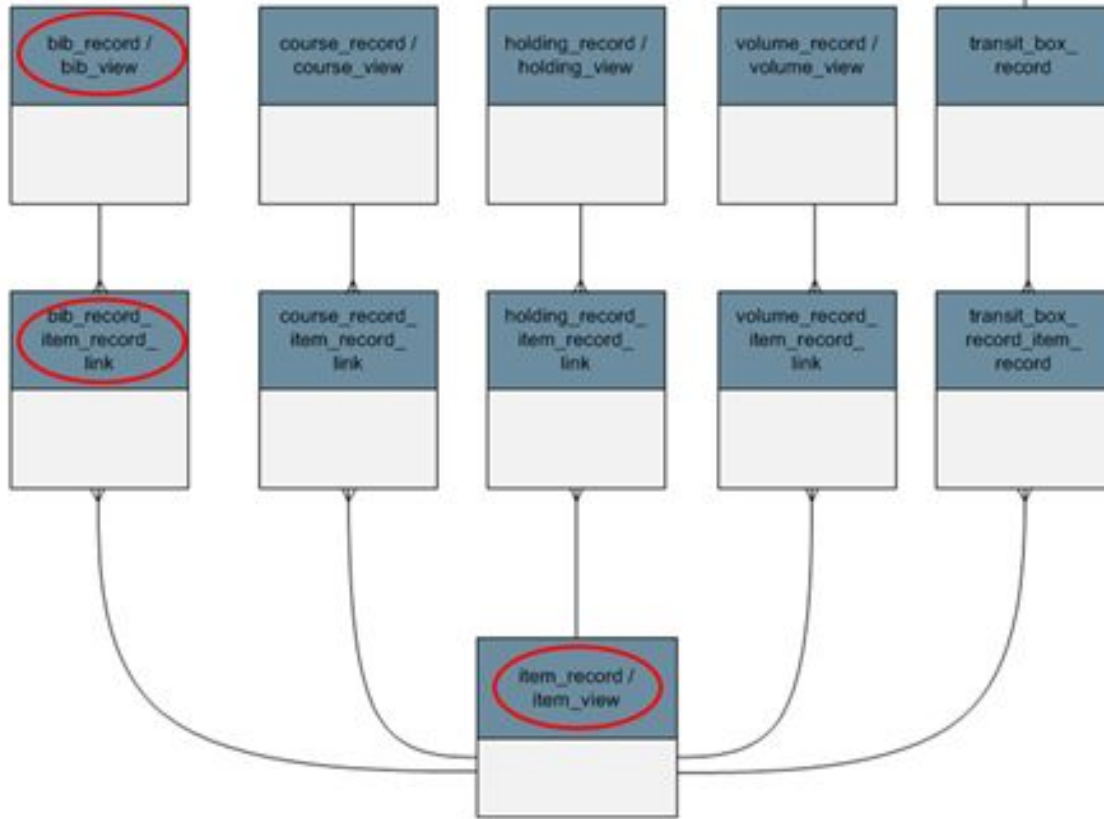 bib_record /
bib_view
course_record /
course_view
holding_record /
holding_view
volume_record /
volume_view
transit_box_
record
bib_record_
item_record_
link
course_record_
item_record_
link
holding_record_
item_record_
link
volume_record_
item_record_
link
transit_box_
record_item_
record
item_record /
item_view